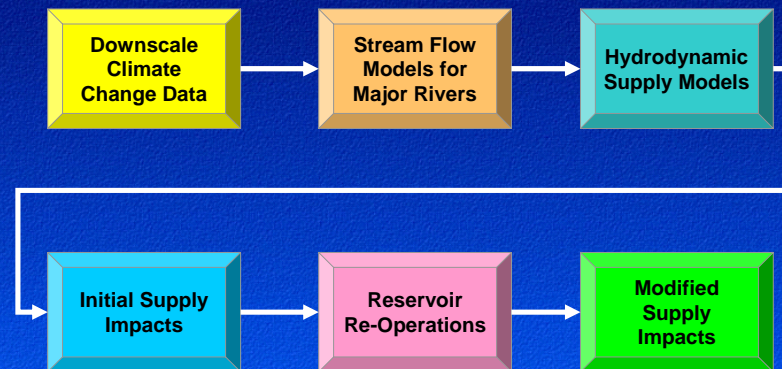 Downscale
Climate
Change Data
Stream Flow
Models for
Major Rivers
Hydrodynamic
Supply Models
Initial Supply
Impacts
Reservoir
Re-Operations
Modified
Supply
Impacts